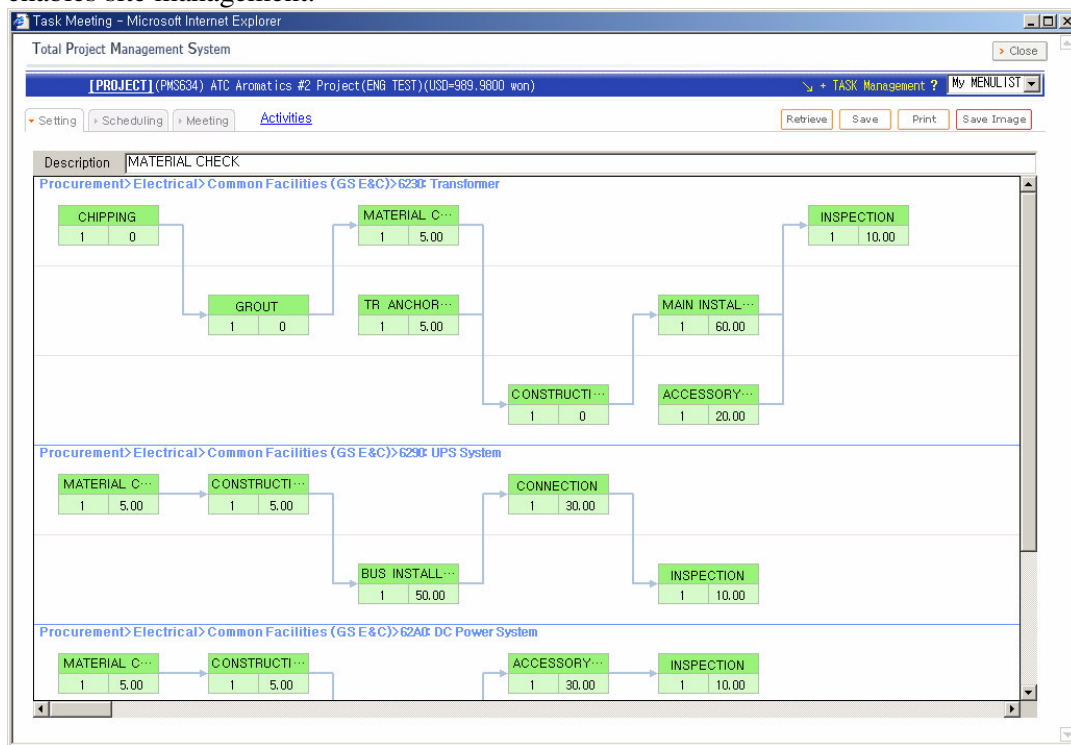 Task Meeting - Microsoft Internet Explorer
Total Project Management System
Close
[PROJECT](PMS634) ATC Aromatics #2 Project(ENG TEST)(USD=989.9800 won)
+ TASK Management ? My MENULIST
Setting Scheduling Meeting Activities
Retrieve Save Print Save Image
Description MATERIAL CHECK
Procurement>Electrical>Common Facilities (GS E&C)>6230: Transformer
CHIPPING MATERIAL C··· INSPECTION
1 0 1 5.00 1 10.00
GROUT TR ANCHOR··· MAIN INSTAL···
1 0 1 5.00 1 60.00
CONSTRUCTI··· ACCESSORY···
1 0 1 20.00
Procurement>Electrical>Common Facilities (GS E&C)>6290: UPS System
MATERIAL C··· CONSTRUCTI··· CONNECTION
1 5.00 1 5.00 1 30.00
BUS INSTALL··· INSPECTION
1 50.00 1 10.00
Procurement>Electrical>Common Facilities (GS E&C)>62A0: DC Power System
MATERIAL C··· CONSTRUCTI··· ACCESSORY··· INSPECTION
1 5.00 1 5.00 1 30.00 1 10.00